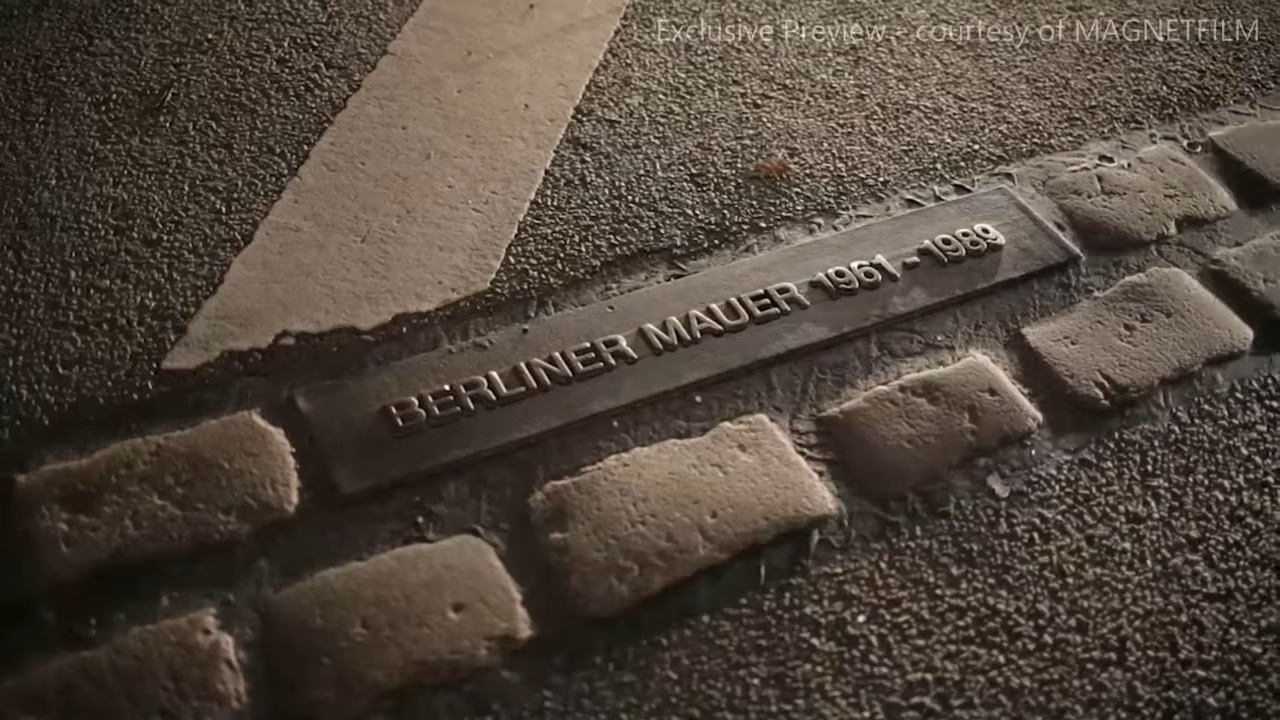 Exclusive Preview - courtesy of MAGNETFILM
BERLINER MAUER 1961 - 1989